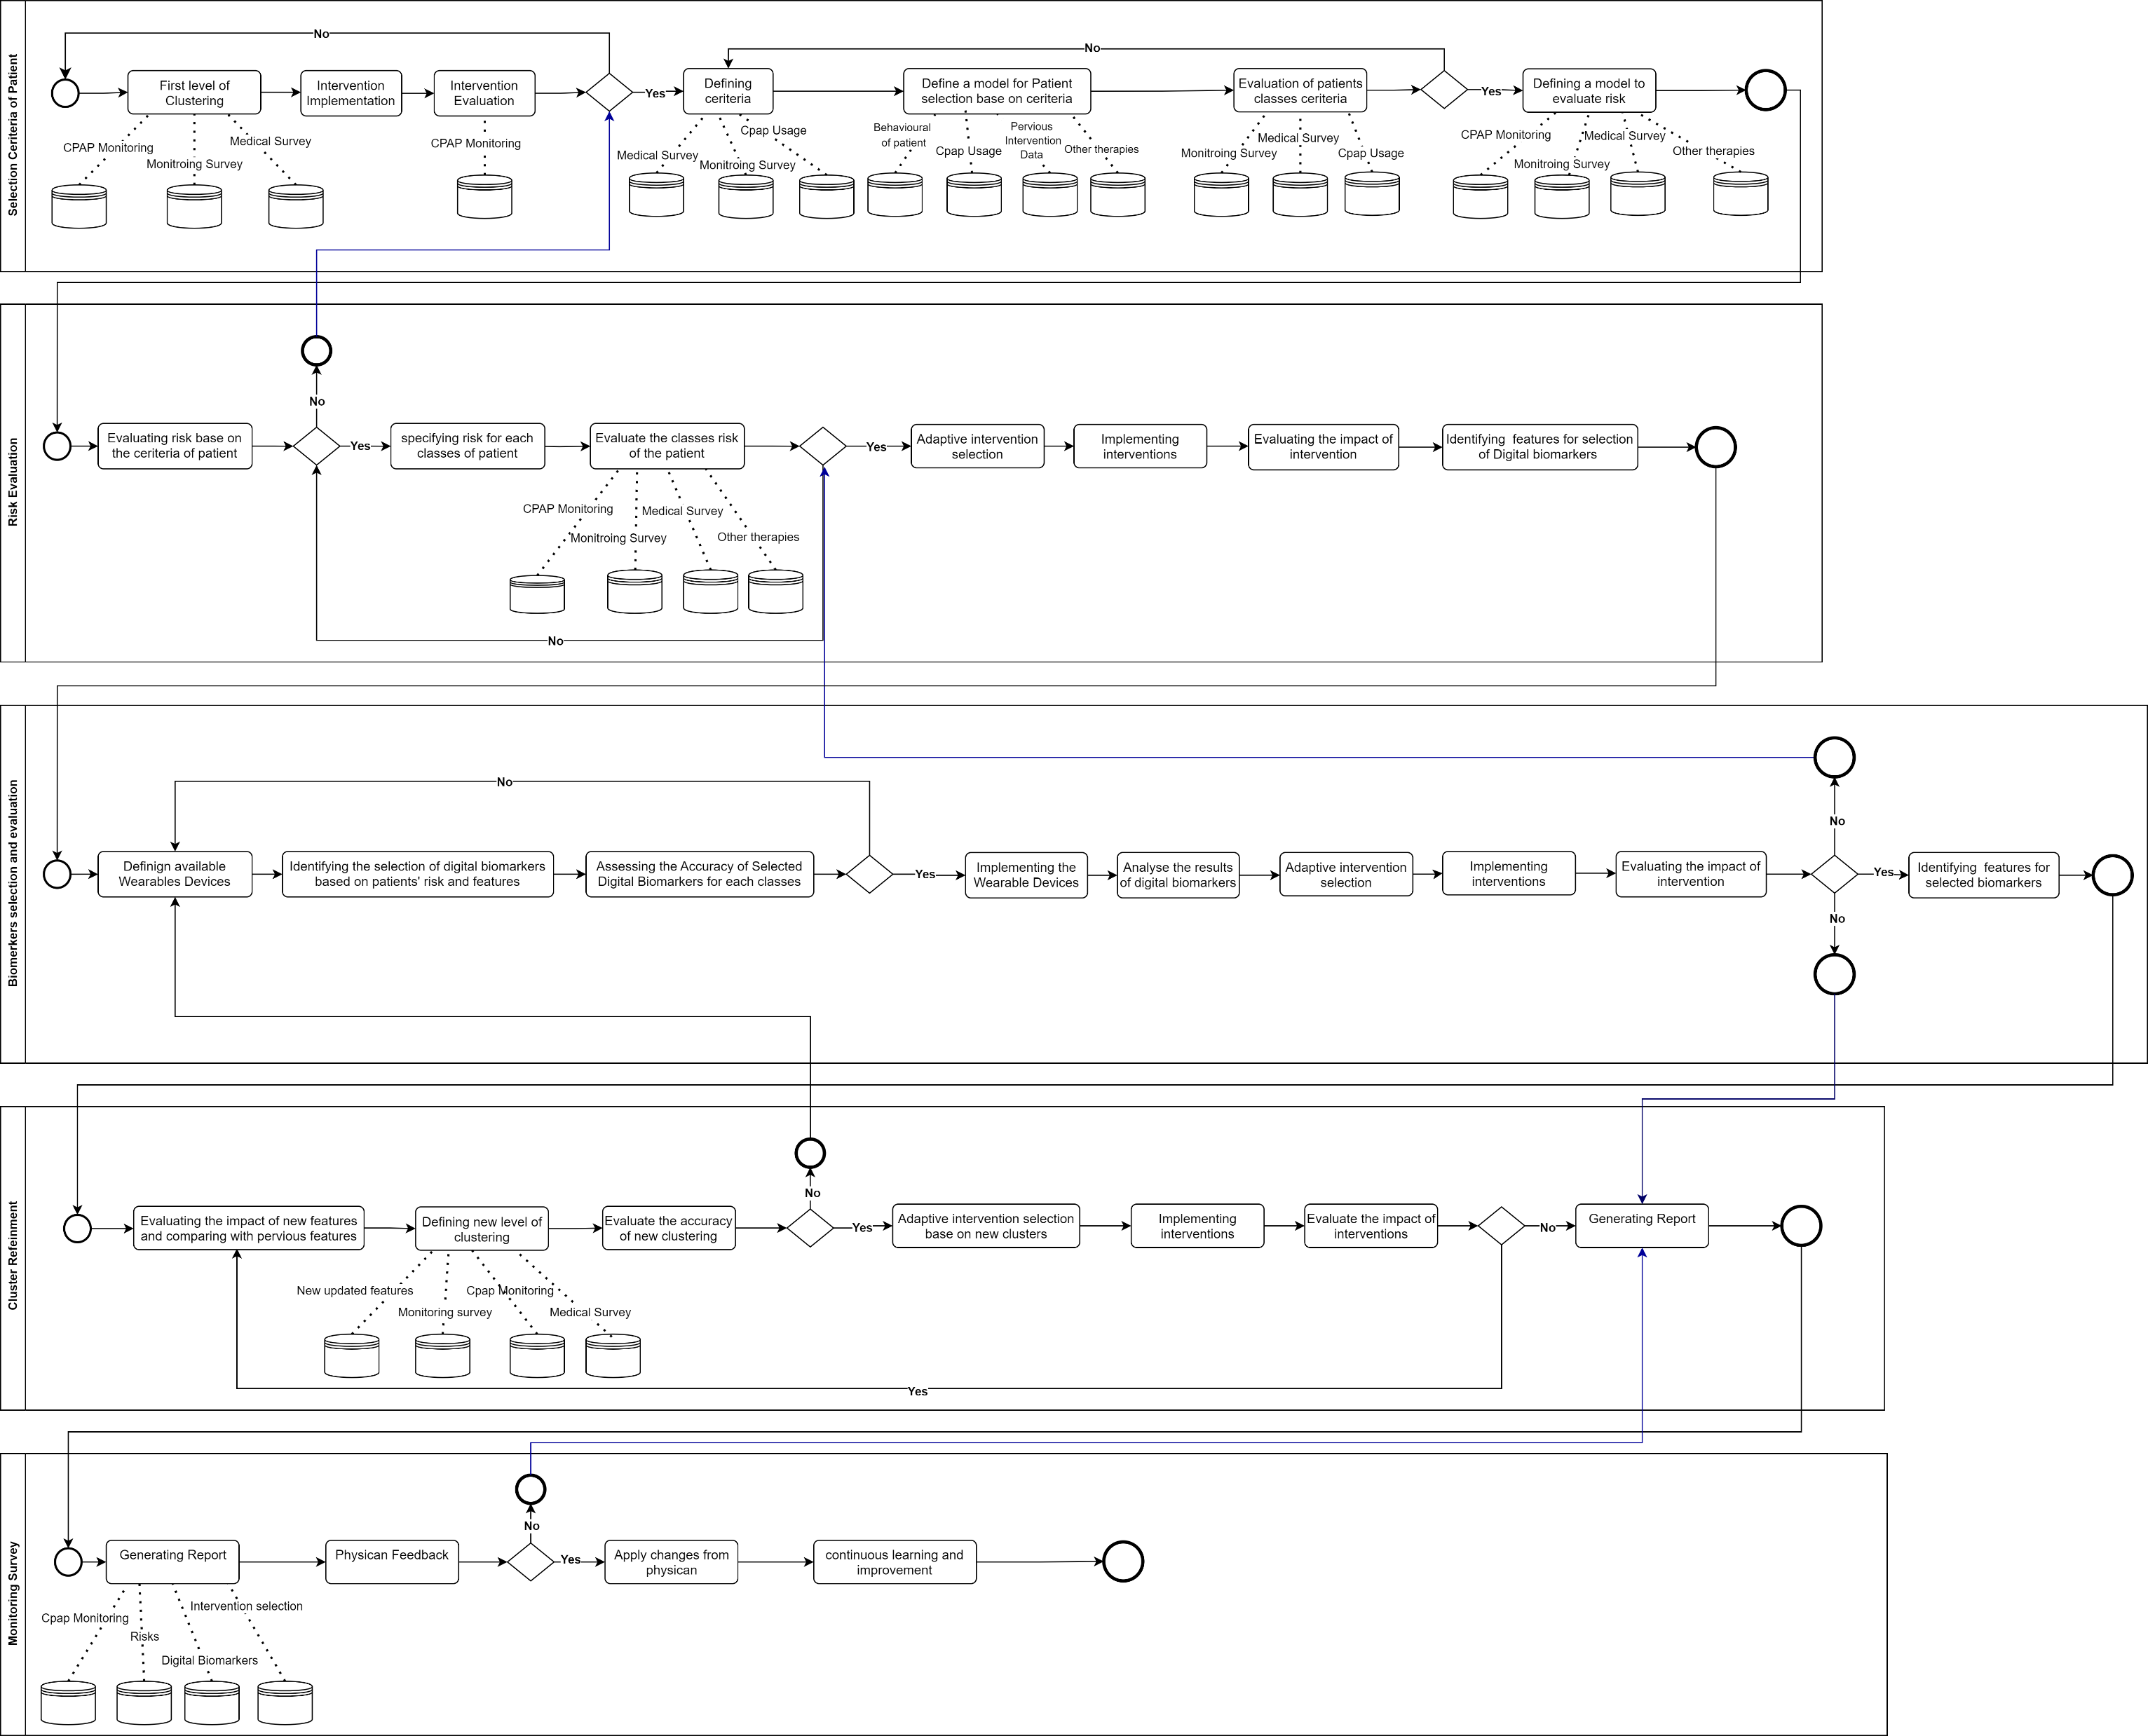 Selection Ceriteria of Patient
No
First level of
Clustering
Intervention
Implementation
Intervention
Evaluation
Yes
Defining
ceriteria
No
Define a model for Patient
selection base on ceriteria
Evaluation of patients
classes ceriteria
Yes
Defining a model to
evaluate risk
CPAP Monitoring
Monitroing Survey
Medical Survey
CPAP Monitoring
Medical Survey
Monitroing Survey
Cpap Usage
Behavioural
of patient
Cpap Usage
Pervious
Intervention
Data
Other therapies
Monitroing Survey
Medical Survey
Cpap Usage
CPAP Monitoring
Monitroing Survey
Medical Survey
Other therapies
Risk Evaluation
No
Evaluating risk base on
the ceriteria of patient
Yes
specifying risk for each
classes of patient
Evaluate the classes risk
of the patient
Yes
Adaptive intervention
selection
Implementing
interventions
Evaluating the impact of
intervention
Identifying  features for selection
of Digital biomarkers
CPAP Monitoring
Monitroing Survey
Medical Survey
Other therapies
No
Biomerkers selection and evaluation
No
Definign available
Wearables Devices
Identifying the selection of digital biomarkers
based on patients' risk and features
Assessing the Accuracy of Selected
Digital Biomarkers for each classes
Yes
Implementing the
Wearable Devices
Analyse the results
of digital biomarkers
Adaptive intervention
selection
Implementing
interventions
Evaluating the impact of
intervention
No
Yes
No
Identifying  features for
selected biomarkers
Cluster Refeinment
Evaluating the impact of new features
and comparing with pervious features
Defining new level of
clustering
Evaluate the accuracy
of new clustering
No
Yes
Adaptive intervention selection
base on new clusters
Implementing
interventions
Evaluate the impact of
interventions
No
Generating Report
New updated features
Monitoring survey
Cpap Monitoring
Medical Survey
Yes
Monitoring Survey
Generating Report
Physican Feedback
No
Yes
Apply changes from
physican
continuous learning and
improvement
Cpap Monitoring
Risks
Digital Biomarkers
Intervention selection